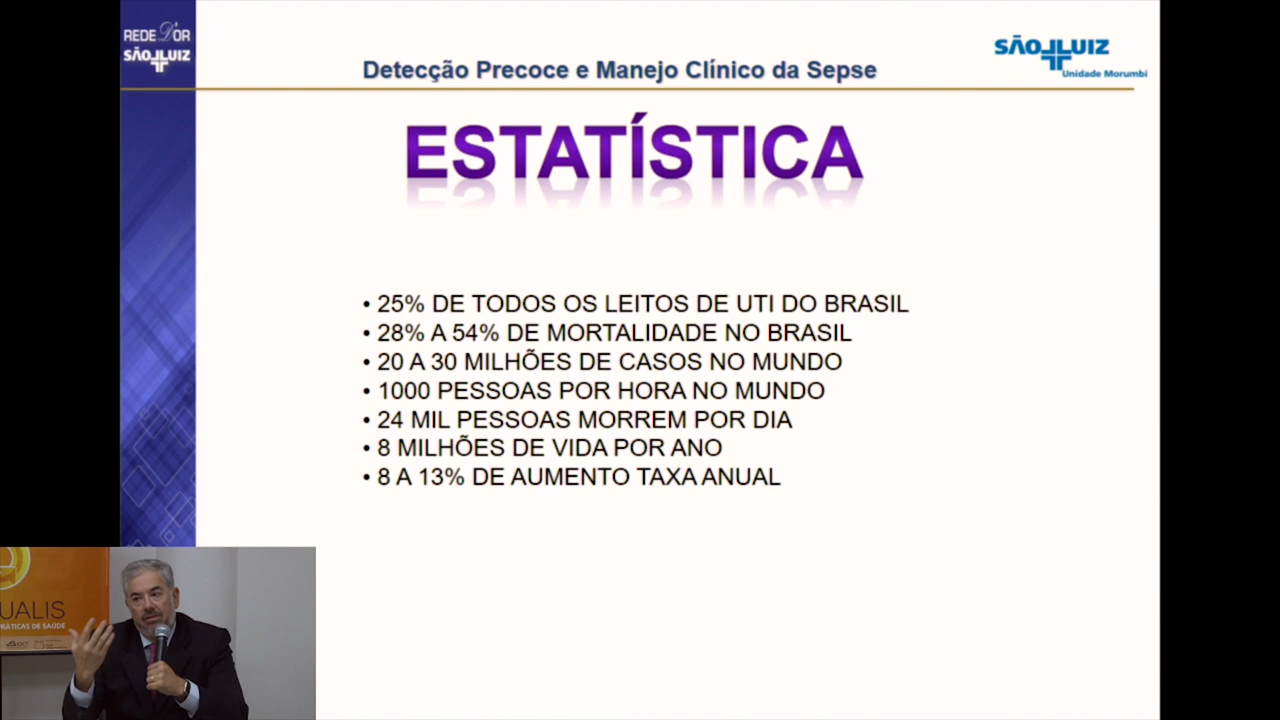 REDE D'OR
SÃO LUIZ
Detecção Precoce e Manejo Clínico da Sepse
SÃO LUIZ
Unidade Morumbi
ESTATÍSTICA
• 25% DE TODOS OS LEITOS DE UTI DO BRASIL
• 28% A 54% DE MORTALIDADE NO BRASIL
• 20 A 30 MILHÕES DE CASOS NO MUNDO
• 1000 PESSOAS POR HORA NO MUNDO
• 24 MIL PESSOAS MORREM POR DIA
• 8 MILHÕES DE VIDA POR ANO
• 8 A 13% DE AUMENTO TAXA ANUAL
UALIS
PRÁTICAS DE SAÚDE